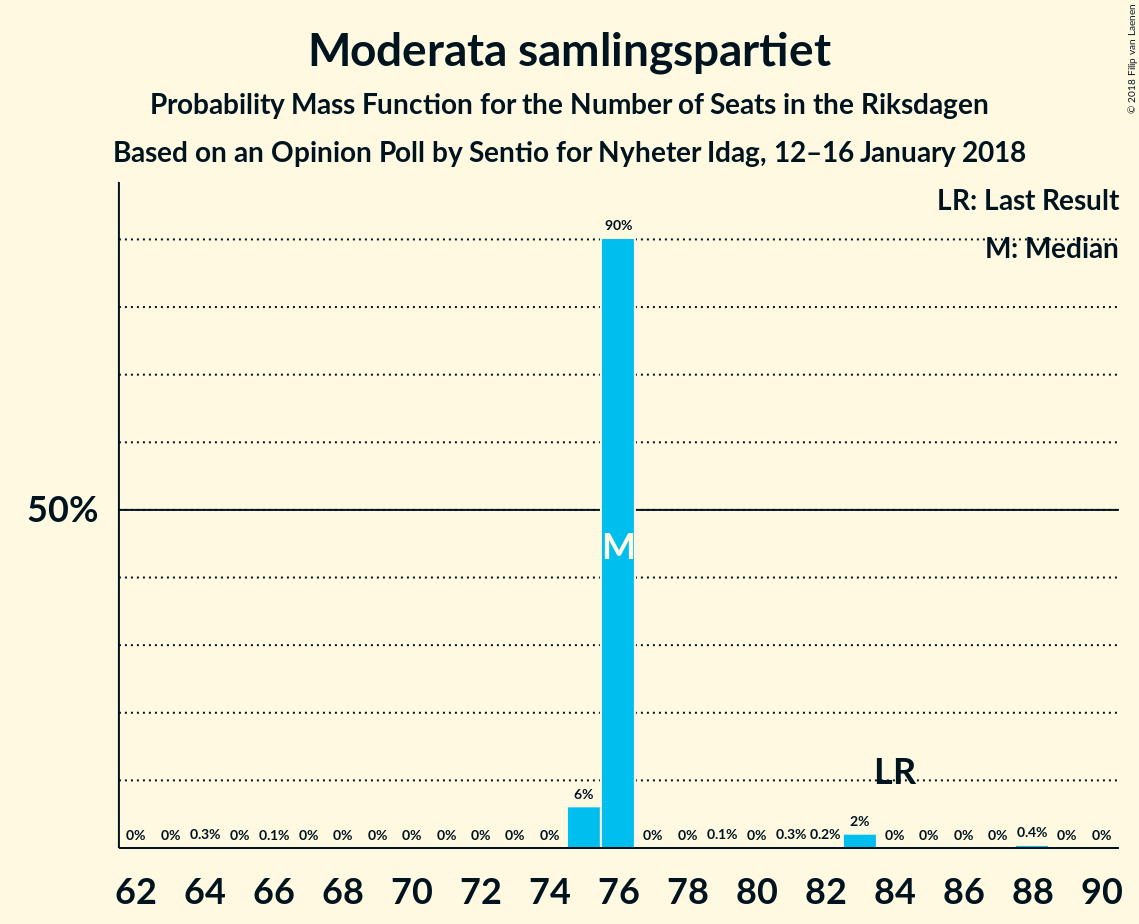 Moderata samlingspartiet
Probability Mass Function for the Number of Seats in the Riksdagen
Based on an Opinion Poll by Sentio for Nyheter Idag, 12–16 January 2018
© 2018 Filip van Laenen
LR: Last Result
M: Median
90%
50%
M
LR
6%
2%
0% 0% 0.3% 0% 0.1% 0% 0% 0% 0% 0% 0% 0% 0% 0% 0% 0.1% 0% 0.3% 0.2% 0% 0% 0% 0% 0.4% 0% 0%
62 64 66 68 70 72 74 76 78 80 82 84 86 88 90